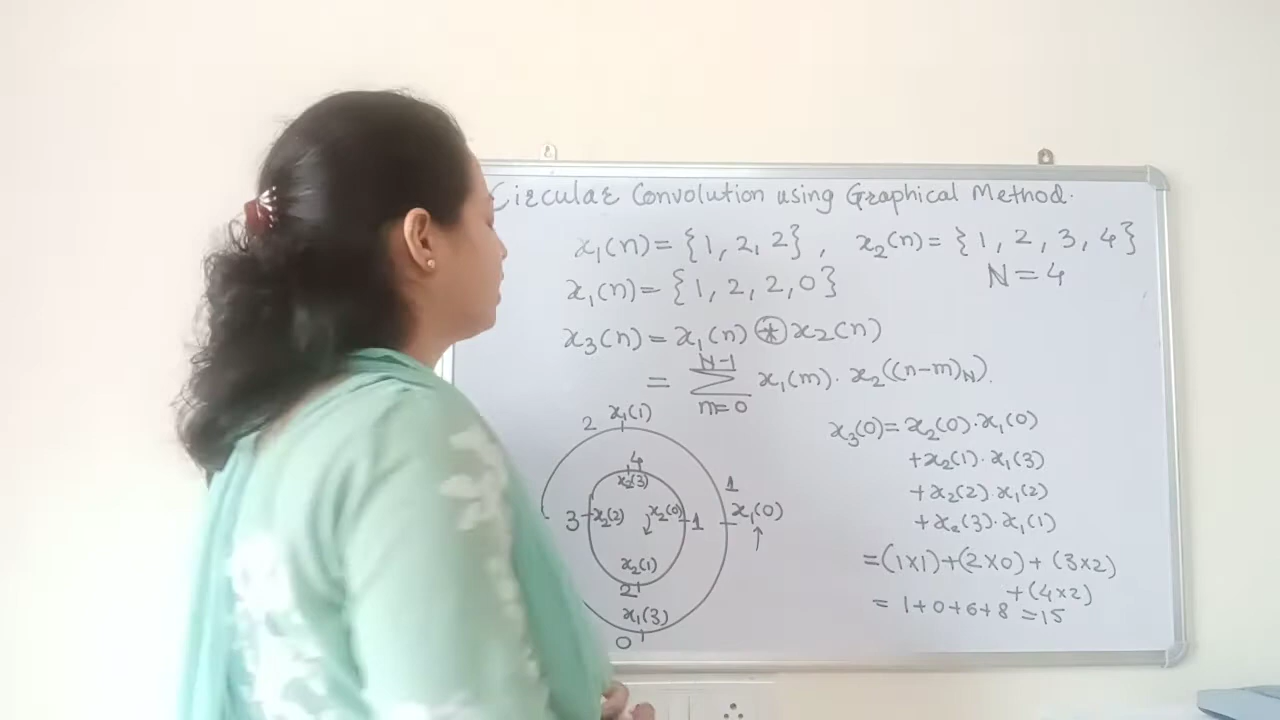 Circular Convolution using Graphical Method.
x₁(n) = {1, 2, 2} , x₂(n) = {1, 2, 3, 4}
x₁(n) = {1, 2, 2, 0} N = 4
x₃(n) = x₁(n) ⊛ x₂(n)
N-1
= Σ x₁(m) . x₂((n-m)N).
m=0
2 x₁(1)
4
x₂(3)
3 x₂(2) x₂(0) 1
1
x₁(0)
↑
x₂(1)
2
x₁(3)
0
x₃(0) = x₂(0).x₁(0)
+x₂(1).x₁(3)
+x₂(2).x₁(2)
+x₂(3).x₁(1)
=(1×1)+(2×0)+(3×2)
+(4×2)
= 1+0+6+8 =15